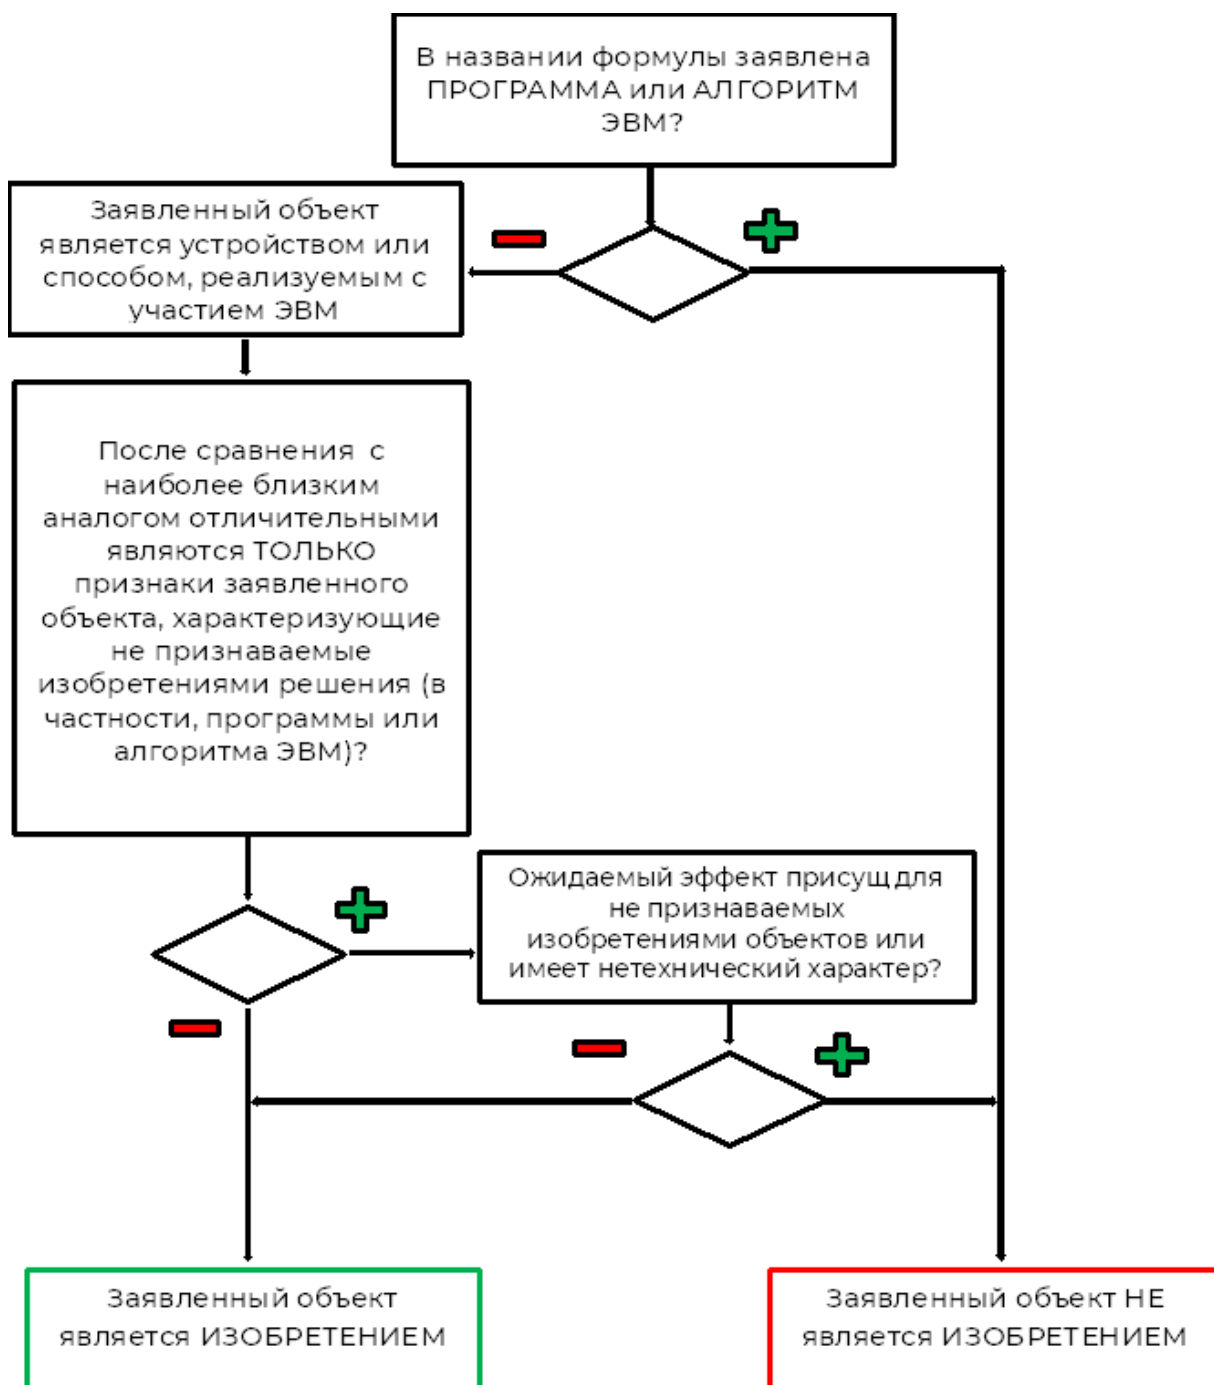 В названии формулы заявлена
ПРОГРАММА или АЛГОРИТМ
ЭВМ?
Заявленный объект
является устройством или
способом, реализуемым с
участием ЭВМ
После сравнения с
наиболее близким
аналогом отличительными
являются ТОЛЬКО
признаки заявленного
объекта, характеризующие
не признаваемые
изобретениями решения (в
частности, программы или
алгоритма ЭВМ)?
Ожидаемый эффект присущ для
не признаваемых
изобретениями объектов или
имеет нетехнический характер?
Заявленный объект
является ИЗОБРЕТЕНИЕМ
Заявленный объект НЕ
является ИЗОБРЕТЕНИЕМ